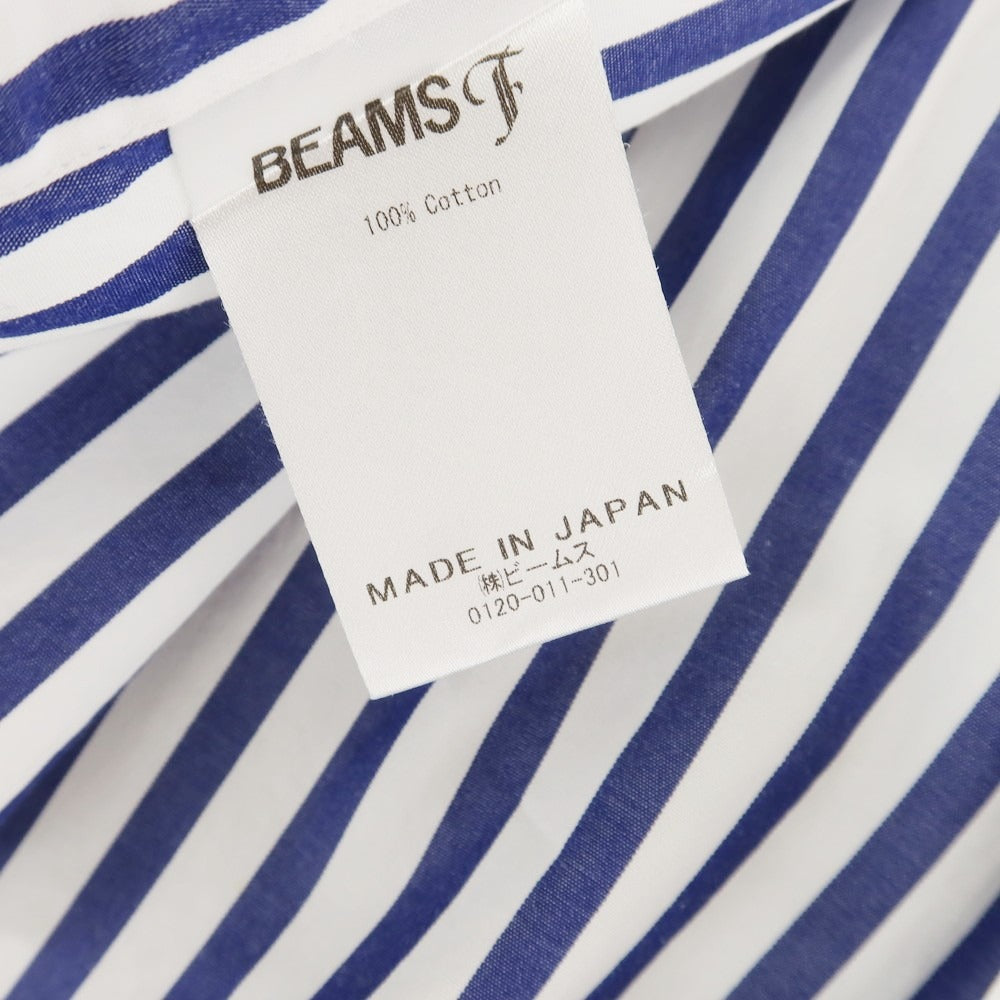 BEAMS F
100% Cotton
MADE IN JAPAN
㈱ビームス
0120-011-301